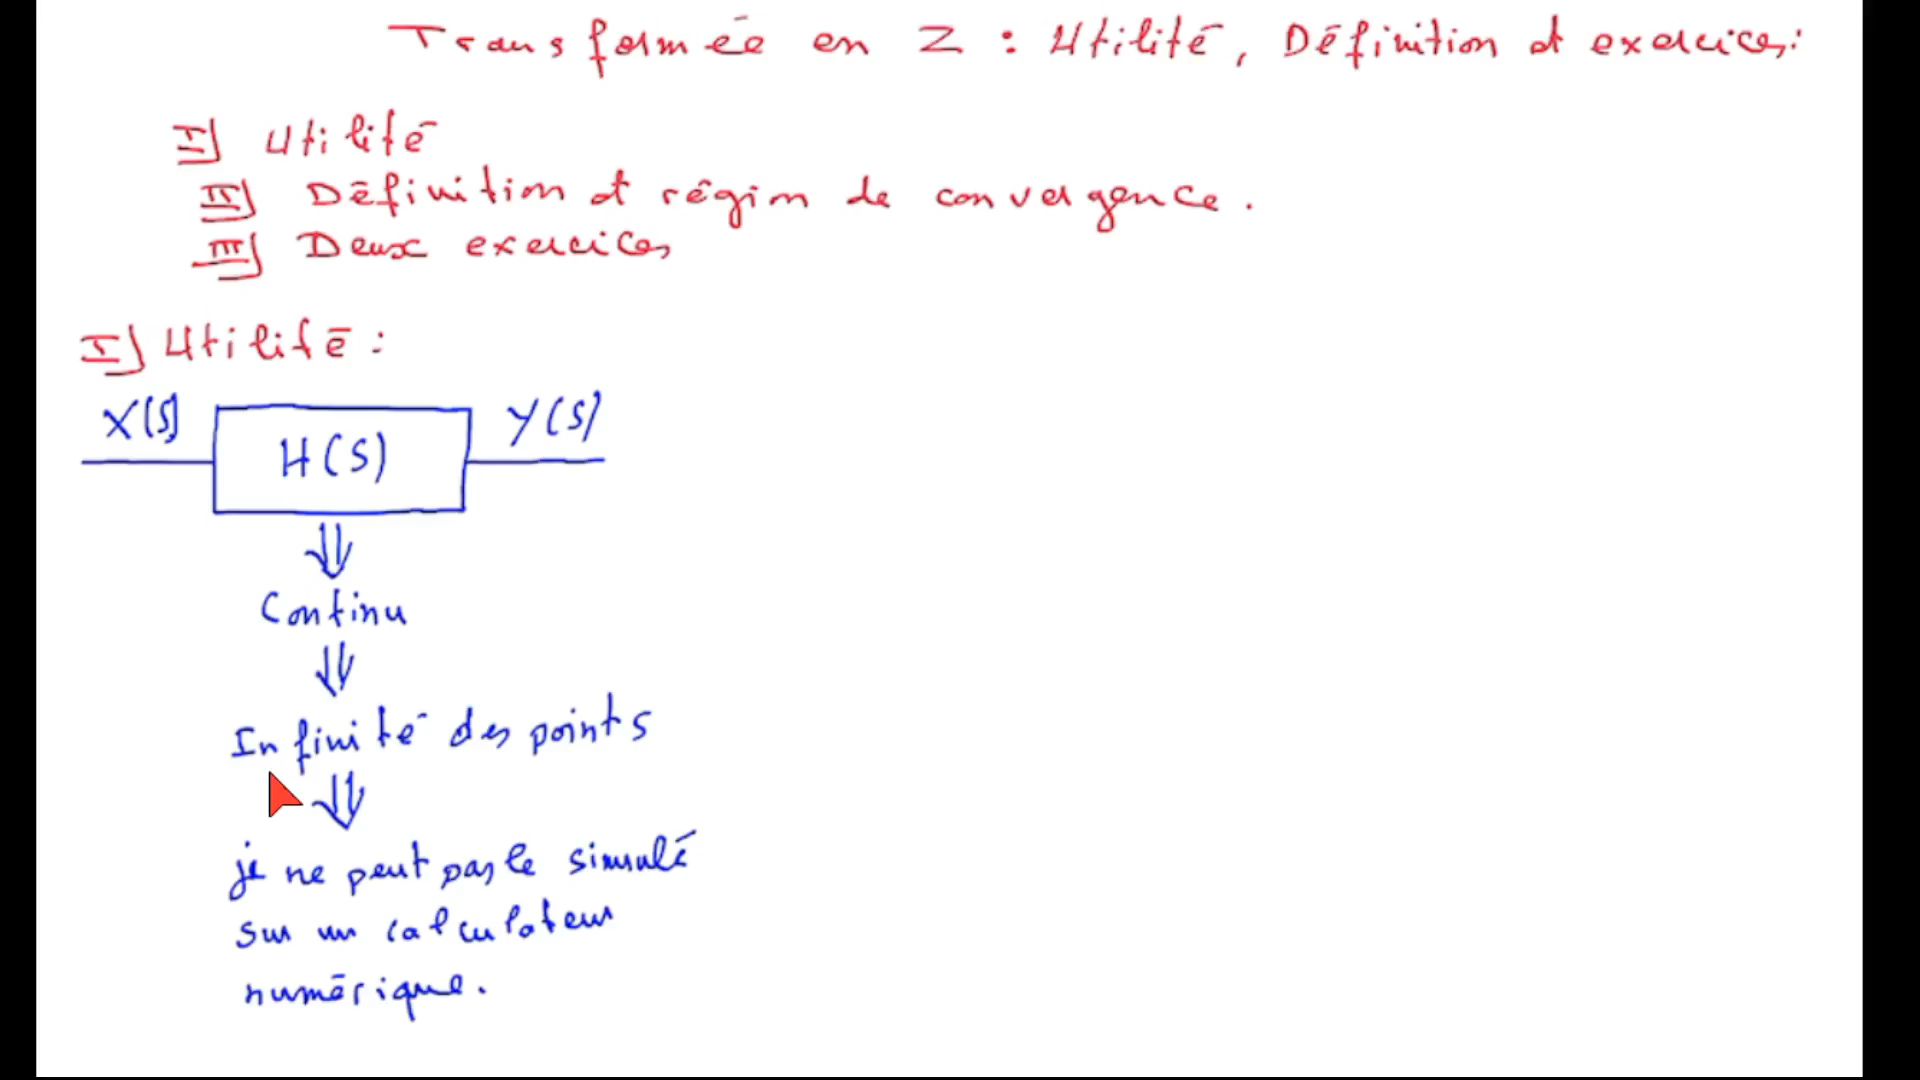 Transformée en Z : Utilité, Définition et exercices:
I) Utilité
II) Définition et régim de convergence.
III) Deux exercices
I) Utilité :
X(S) H(S) Y(S)
⇓
Continu
⇓
Infinité des points
⇓
je ne peut pas le simulé
sur un calculateur
numérique.